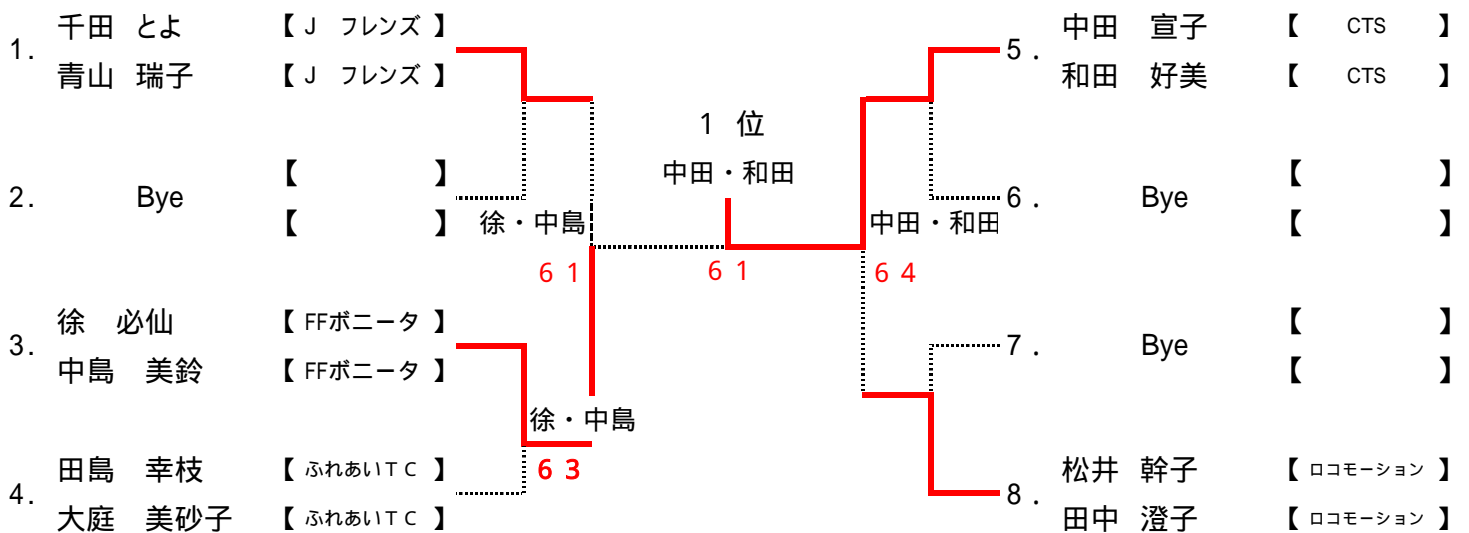 1. 千田 とよ 【 J フレンズ 】
青山 瑞子 【 J フレンズ 】
2. Bye 【 】
【 】
徐・中島
6 1
3. 徐 必仙 【 FFボニータ 】
中島 美鈴 【 FFボニータ 】
徐・中島
6 3
4. 田島 幸枝 【 ふれあいTC 】
大庭 美砂子 【 ふれあいTC 】
1 位
中田・和田
6 1
5. 中田 宣子 【 CTS 】
和田 好美 【 CTS 】
6. Bye 【 】
【 】
中田・和田
6 4
7. Bye 【 】
【 】
8. 松井 幹子 【 ロコモーション 】
田中 澄子 【 ロコモーション 】